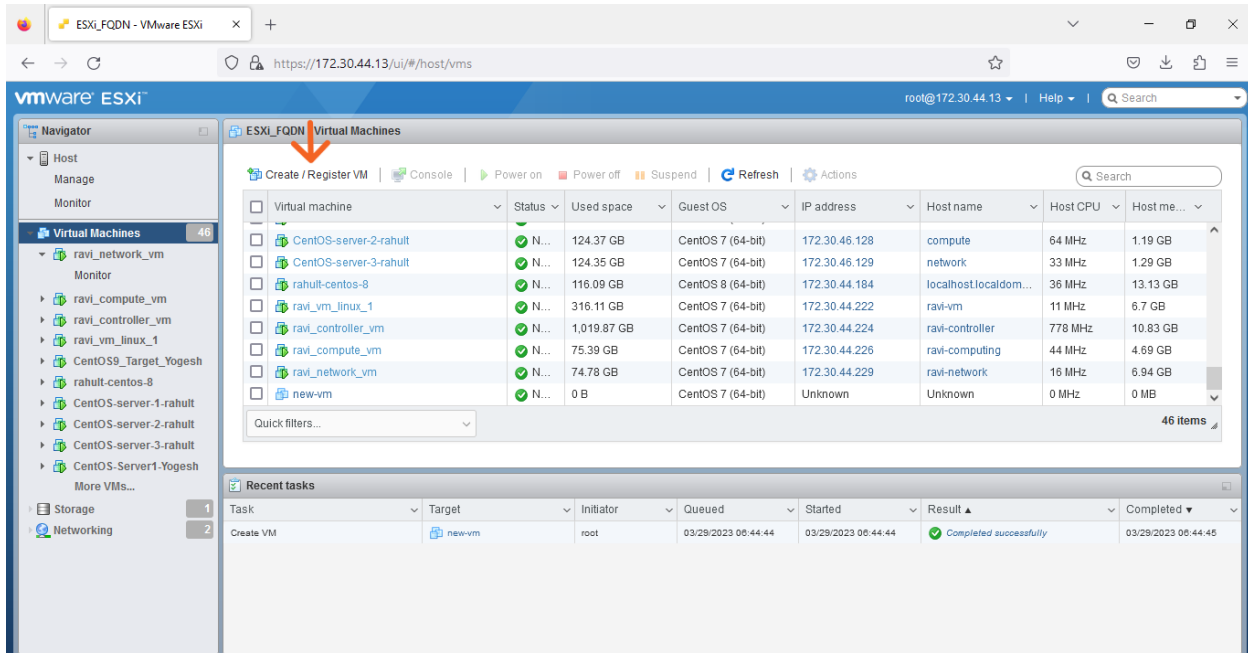 ESXi_FQDN - VMware ESXi
https://172.30.44.13/ui/#/host/vms
vmware ESXi™
root@172.30.44.13 | Help | Search
Navigator
Host
Manage
Monitor
Virtual Machines 46
ravi_network_vm
Monitor
ravi_compute_vm
ravi_controller_vm
ravi_vm_linux_1
CentOS9_Target_Yogesh
rahult-centos-8
CentOS-server-1-rahult
CentOS-server-2-rahult
CentOS-server-3-rahult
CentOS-Server1-Yogesh
More VMs...
Storage 1
Networking 2
ESXi_FQDN Virtual Machines
Create / Register VM | Console | Power on Power off Suspend | Refresh | Actions
Search
Virtual machine Status Used space Guest OS IP address Host name Host CPU Host me...
CentOS-server-2-rahult N... 124.37 GB CentOS 7 (64-bit) 172.30.46.128 compute 64 MHz 1.19 GB
CentOS-server-3-rahult N... 124.35 GB CentOS 7 (64-bit) 172.30.46.129 network 33 MHz 1.29 GB
rahult-centos-8 N... 116.09 GB CentOS 8 (64-bit) 172.30.44.184 localhost.localdom... 36 MHz 13.13 GB
ravi_vm_linux_1 N... 316.11 GB CentOS 7 (64-bit) 172.30.44.222 ravi-vm 11 MHz 6.7 GB
ravi_controller_vm N... 1,019.87 GB CentOS 7 (64-bit) 172.30.44.224 ravi-controller 778 MHz 10.83 GB
ravi_compute_vm N... 75.39 GB CentOS 7 (64-bit) 172.30.44.226 ravi-computing 44 MHz 4.69 GB
ravi_network_vm N... 74.78 GB CentOS 7 (64-bit) 172.30.44.229 ravi-network 16 MHz 6.94 GB
new-vm N... 0 B CentOS 7 (64-bit) Unknown Unknown 0 MHz 0 MB
Quick filters...
46 items
Recent tasks
Task Target Initiator Queued Started Result Completed
Create VM new-vm root 03/29/2023 06:44:44 03/29/2023 06:44:44 Completed successfully 03/29/2023 06:44:45